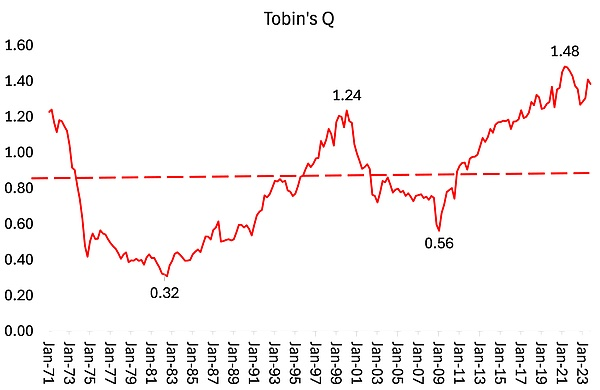 Tobin's Q
1.60
1.40
1.20
1.00
0.80
0.60
0.40
0.20
0.00
1.48
1.24
0.56
0.32
Jan-71
Jan-73
Jan-75
Jan-77
Jan-79
Jan-81
Jan-83
Jan-85
Jan-87
Jan-89
Jan-91
Jan-93
Jan-95
Jan-97
Jan-99
Jan-01
Jan-03
Jan-05
Jan-07
Jan-09
Jan-11
Jan-13
Jan-15
Jan-17
Jan-19
Jan-21
Jan-23